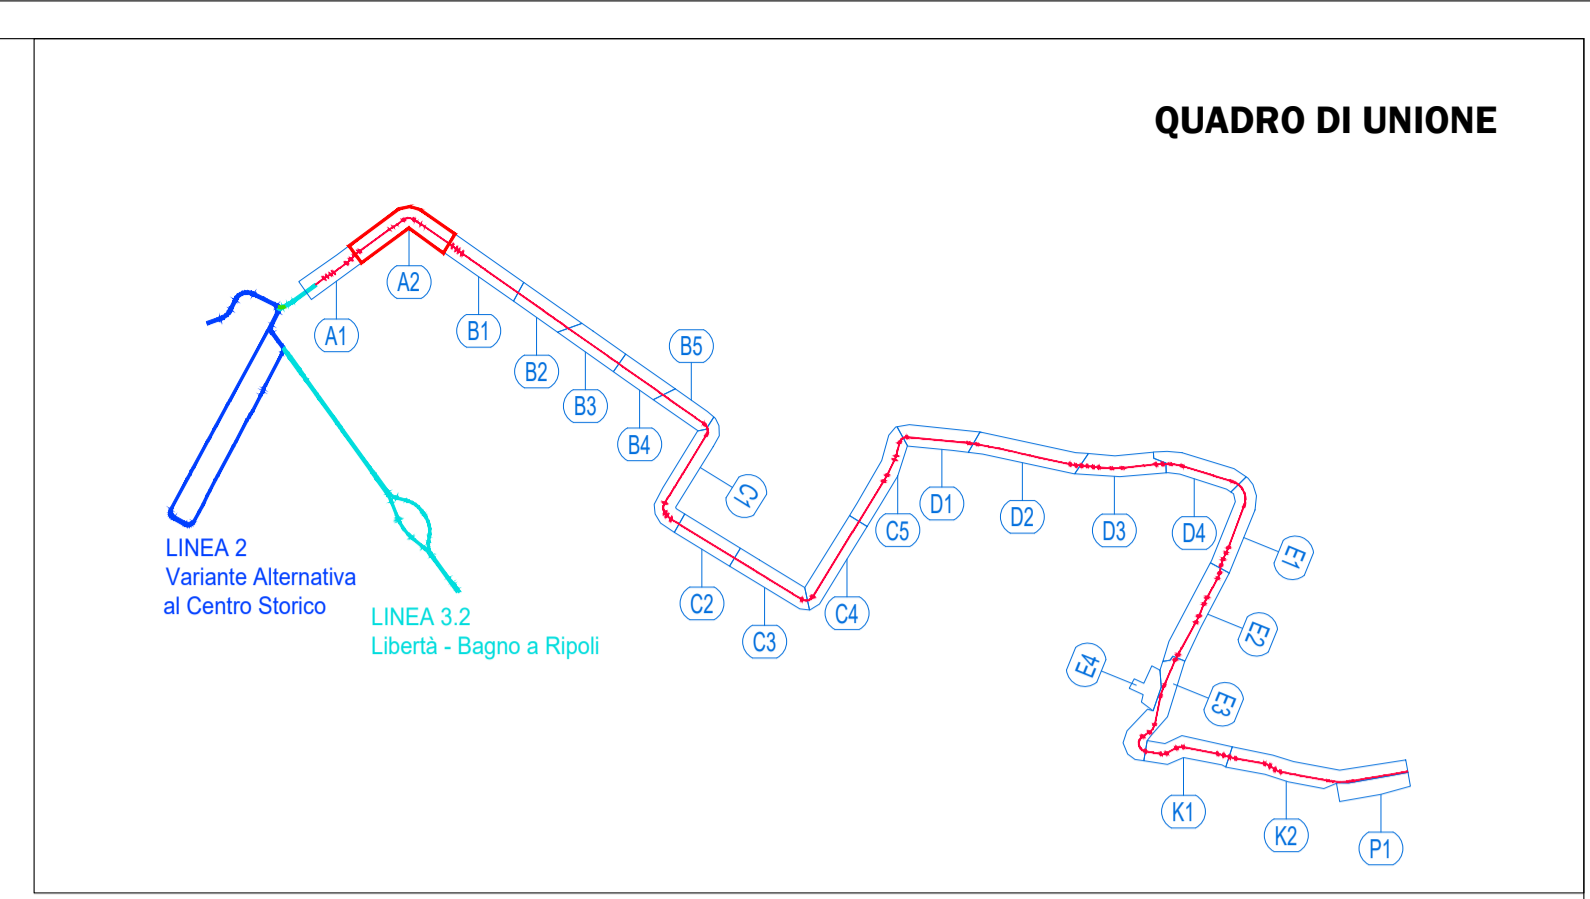 QUADRO DI UNIONE
A1
A2
B1
B2
B3
B4
B5
C1
C2
C3
C4
C5
D1
D2
D3
D4
E1
E2
E3
E4
K1
K2
P1
LINEA 2
Variante Alternativa
al Centro Storico
LINEA 3.2
Libertà - Bagno a Ripoli